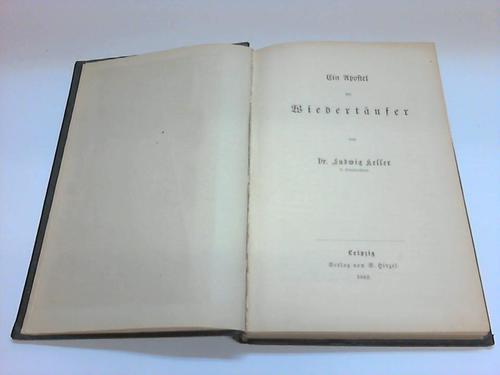 Ein Apostel
der
Wiedertäufer
von
Dr. Ludwig Keller
Leipzig
Verlag von S. Hirzel.
1882.